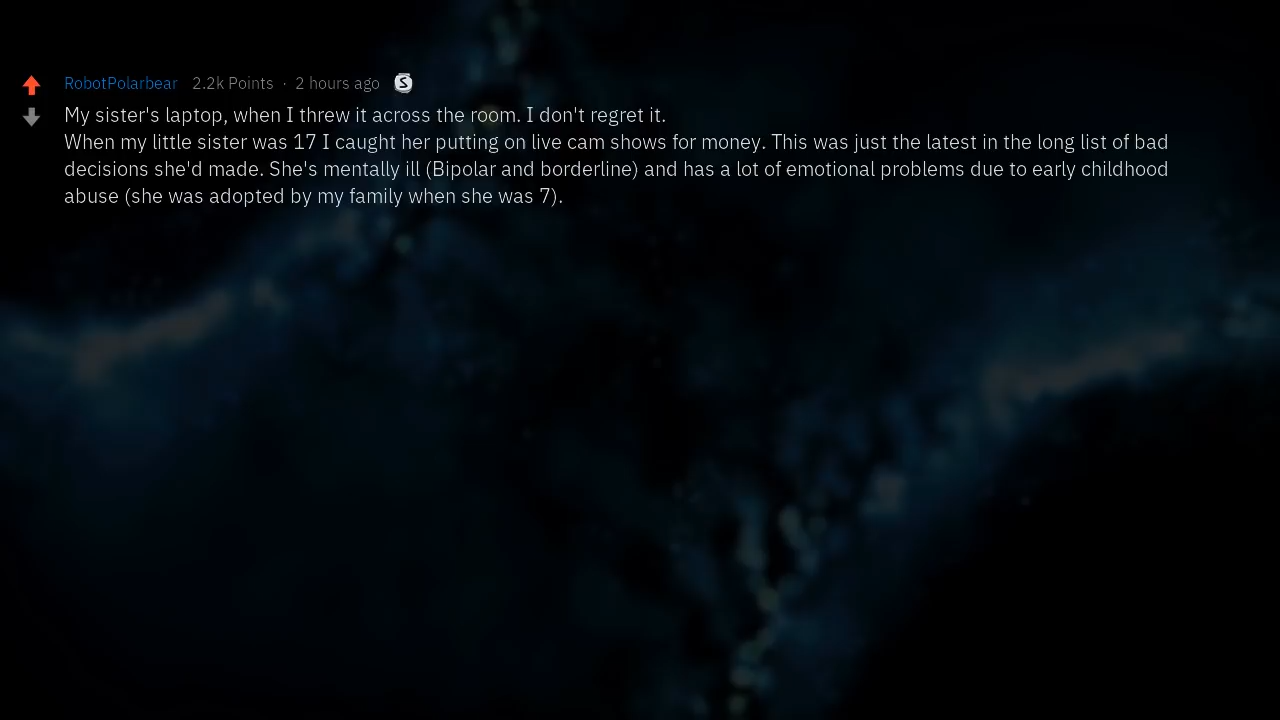 RobotPolarbear 2.2k Points · 2 hours ago S
My sister's laptop, when I threw it across the room. I don't regret it.
When my little sister was 17 I caught her putting on live cam shows for money. This was just the latest in the long list of bad
decisions she'd made. She's mentally ill (Bipolar and borderline) and has a lot of emotional problems due to early childhood
abuse (she was adopted by my family when she was 7).